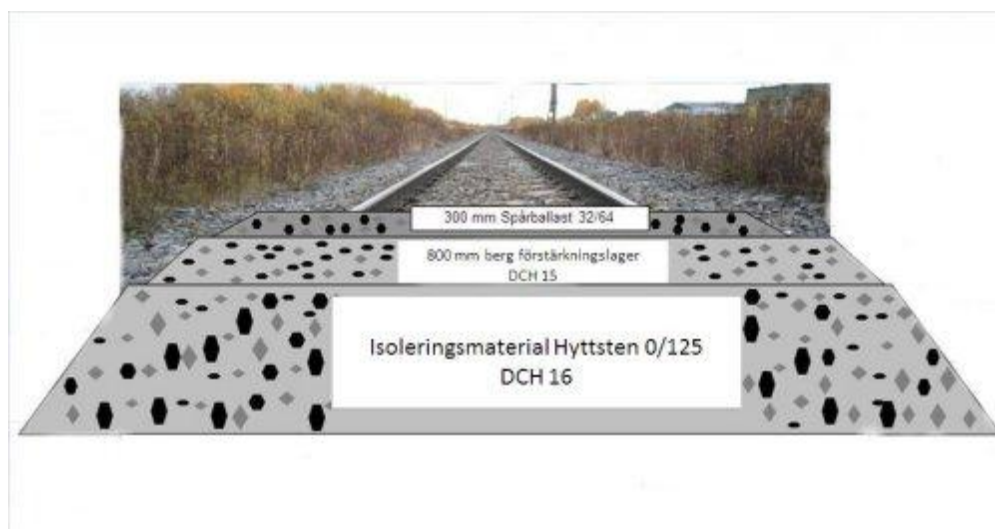 300 mm Spårballast 32/64
800 mm berg förstärkningslager
DCH 15
Isoleringsmaterial Hyttsten 0/125
DCH 16